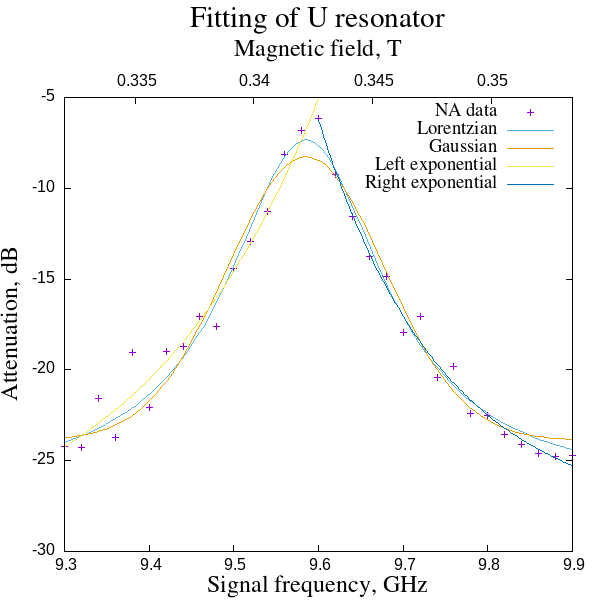 Fitting of U resonator
Magnetic field, T
0.335 0.34 0.345 0.35
-5
NA data
Lorentzian
Gaussian
Left exponential
Right exponential
-10
-15
-20
-25
-30
Attenuation, dB
9.3 9.4 9.5 9.6 9.7 9.8 9.9
Signal frequency, GHz